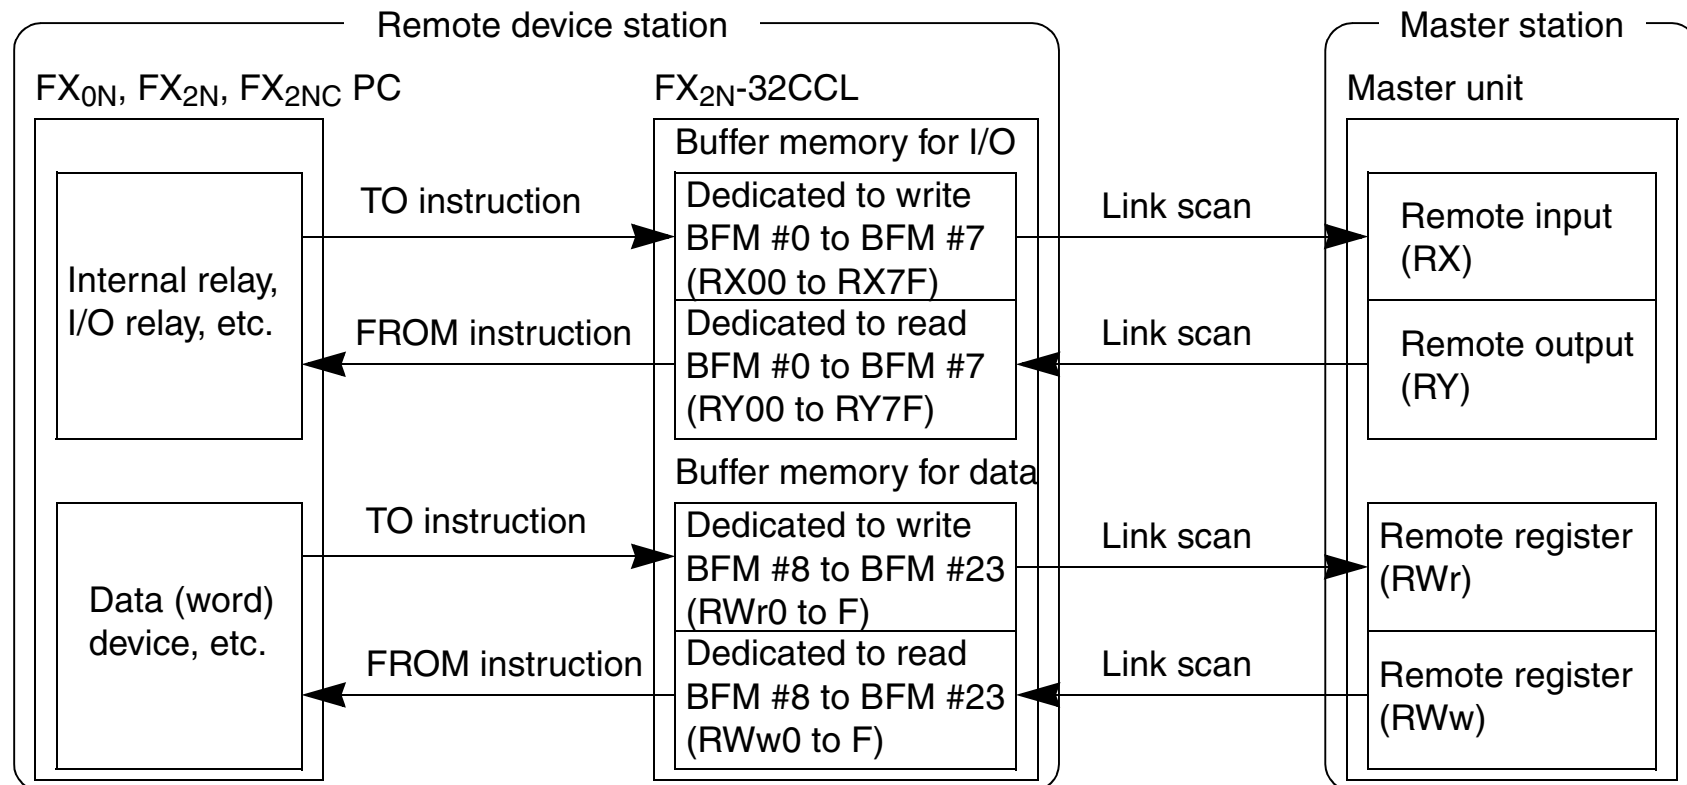 Remote device station
Master station
FX0N, FX2N, FX2NC PC
FX2N-32CCL
Master unit
Buffer memory for I/O
Internal relay,
I/O relay, etc.
TO instruction
FROM instruction
Dedicated to write
BFM #0 to BFM #7
(RX00 to RX7F)
Dedicated to read
BFM #0 to BFM #7
(RY00 to RY7F)
Link scan
Link scan
Remote input
(RX)
Remote output
(RY)
Buffer memory for data
Data (word)
device, etc.
TO instruction
FROM instruction
Dedicated to write
BFM #8 to BFM #23
(RWr0 to F)
Dedicated to read
BFM #8 to BFM #23
(RWw0 to F)
Link scan
Link scan
Remote register
(RWr)
Remote register
(RWw)